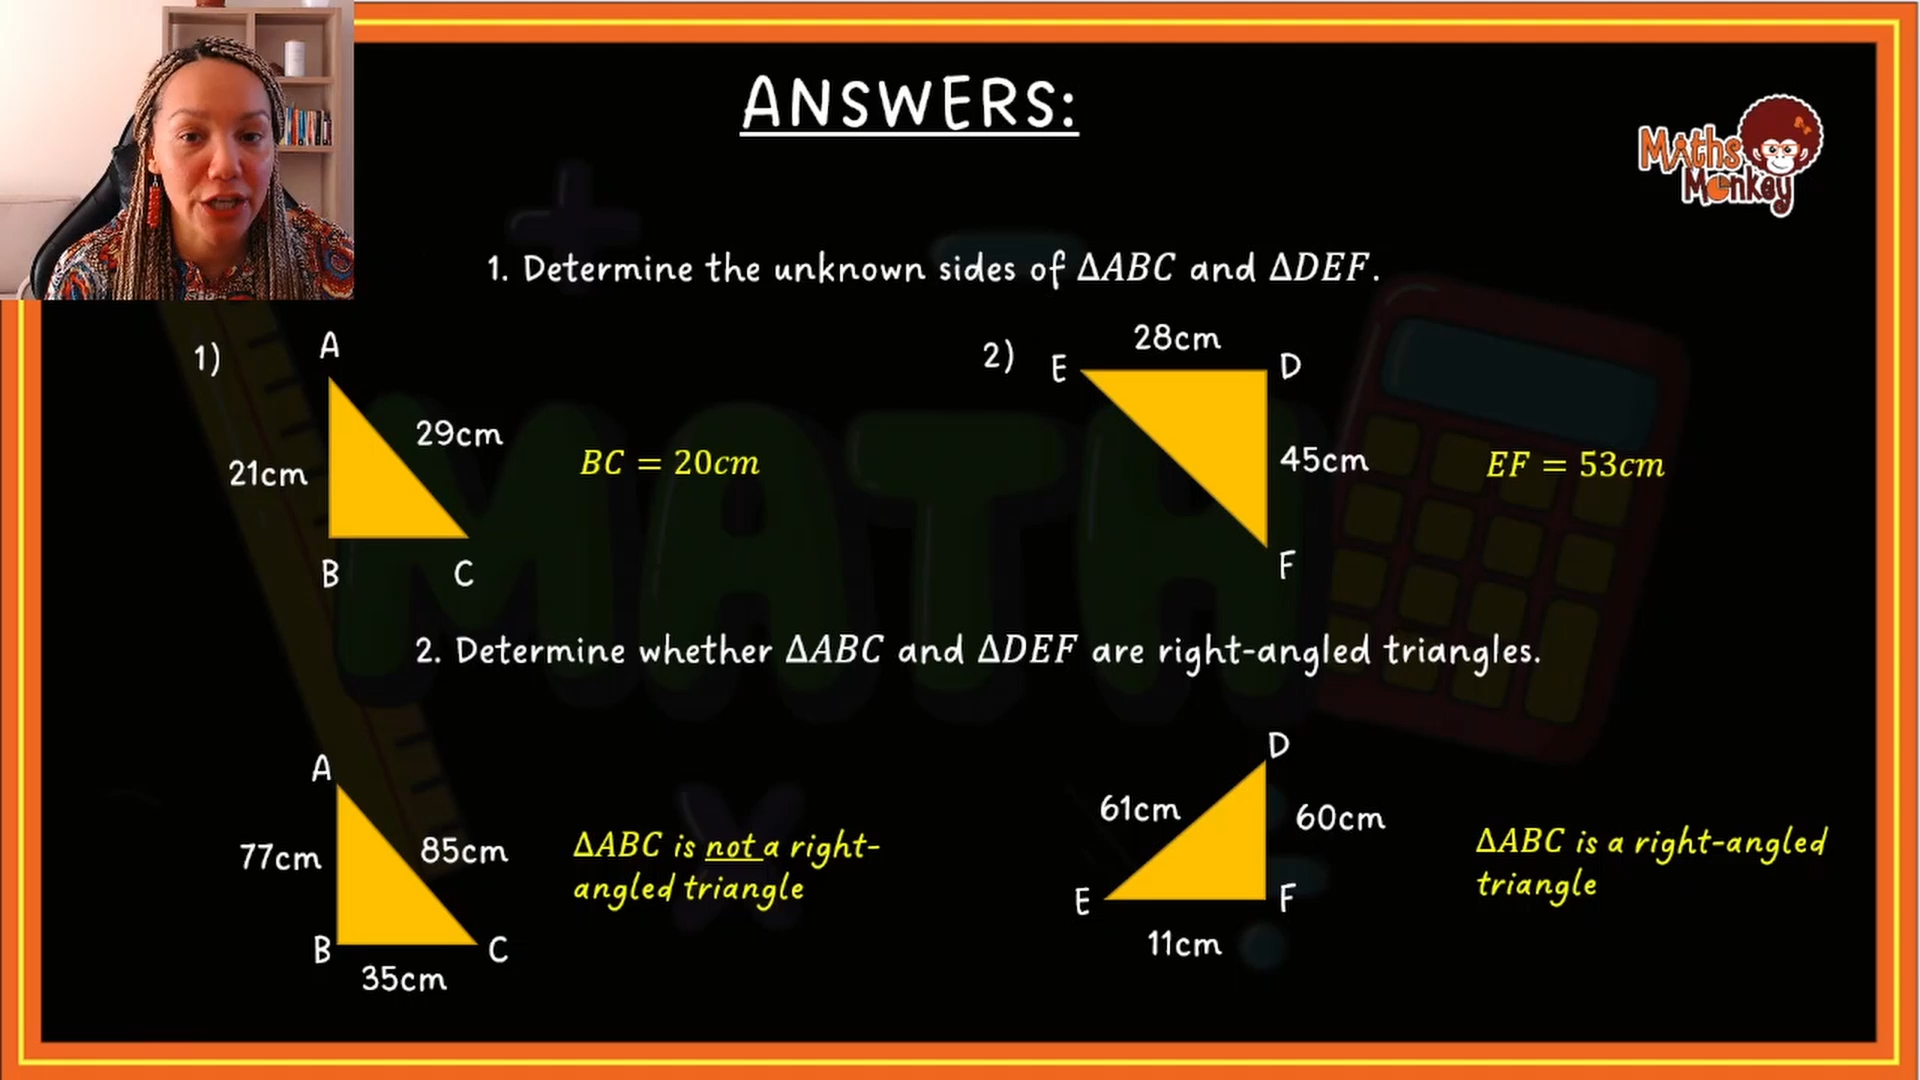 ANSWERS:
Maths
Monkey
1. Determine the unknown sides of ΔABC and ΔDEF.
1)
A
21cm
29cm
B
C
BC = 20cm
2)
E
28cm
D
45cm
F
EF = 53cm
2. Determine whether ΔABC and ΔDEF are right-angled triangles.
A
77cm
85cm
B
C
35cm
ΔABC is not a right-
angled triangle
D
61cm
60cm
E
F
11cm
ΔABC is a right-angled
triangle
MATH